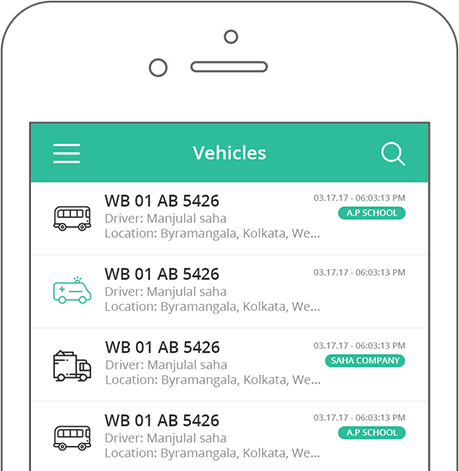 Vehicles
WB 01 AB 5426
03.17.17 - 06:03:13 PM
Driver: Manjulal saha
A.P SCHOOL
Location: Byramangala, Kolkata, We...
WB 01 AB 5426
03.17.17 - 06:03:13 PM
Driver: Manjulal saha
Location: Byramangala, Kolkata, We...
WB 01 AB 5426
03.17.17 - 06:03:13 PM
Driver: Manjulal saha
SAHA COMPANY
Location: Byramangala, Kolkata, We...
WB 01 AB 5426
03.17.17 - 06:03:13 PM
Driver: Manjulal saha
A.P SCHOOL
Location: Byramangala, Kolkata, We...